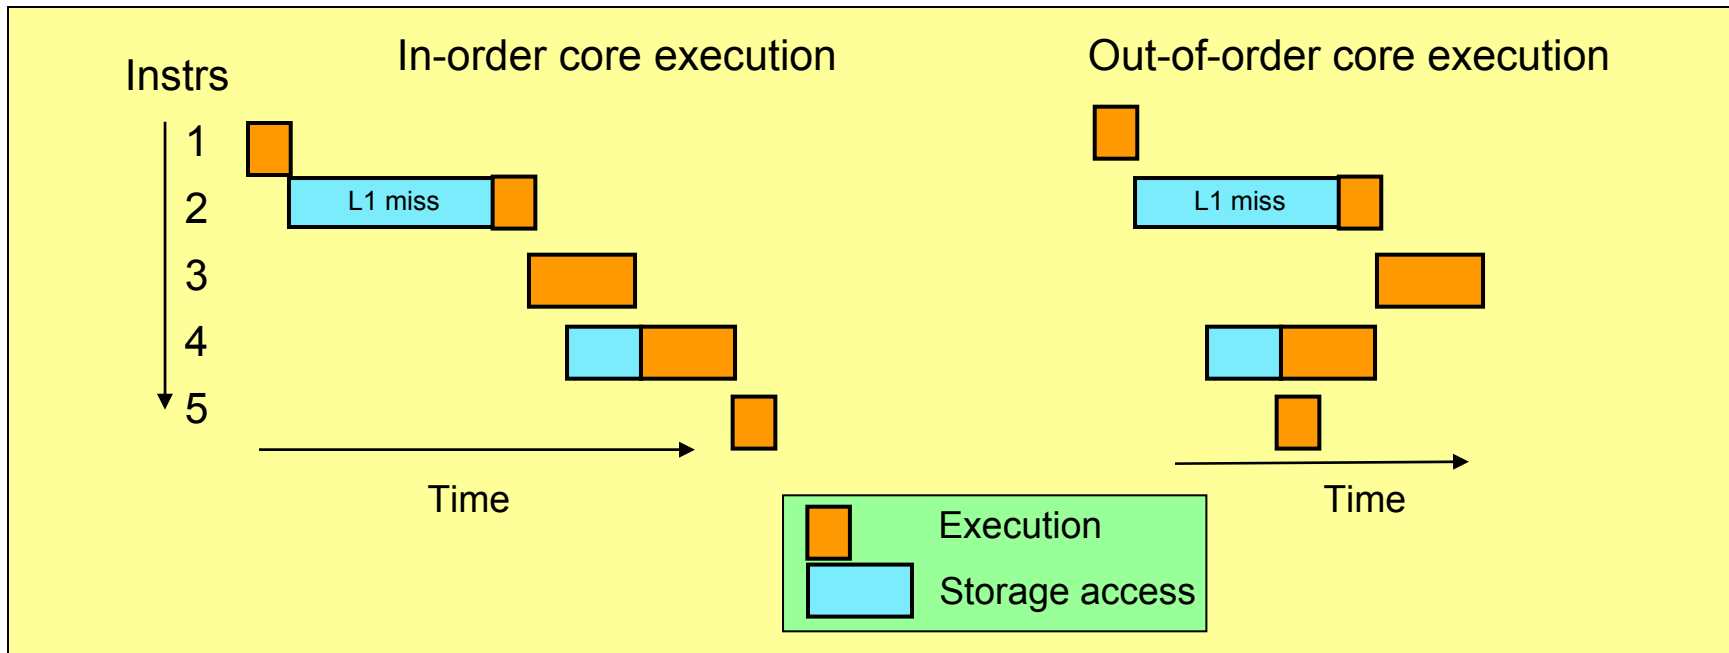 In-order core execution
Out-of-order core execution
Instrs
1
2
3
4
5
L1 miss
L1 miss
Time
Time
Execution
Storage access